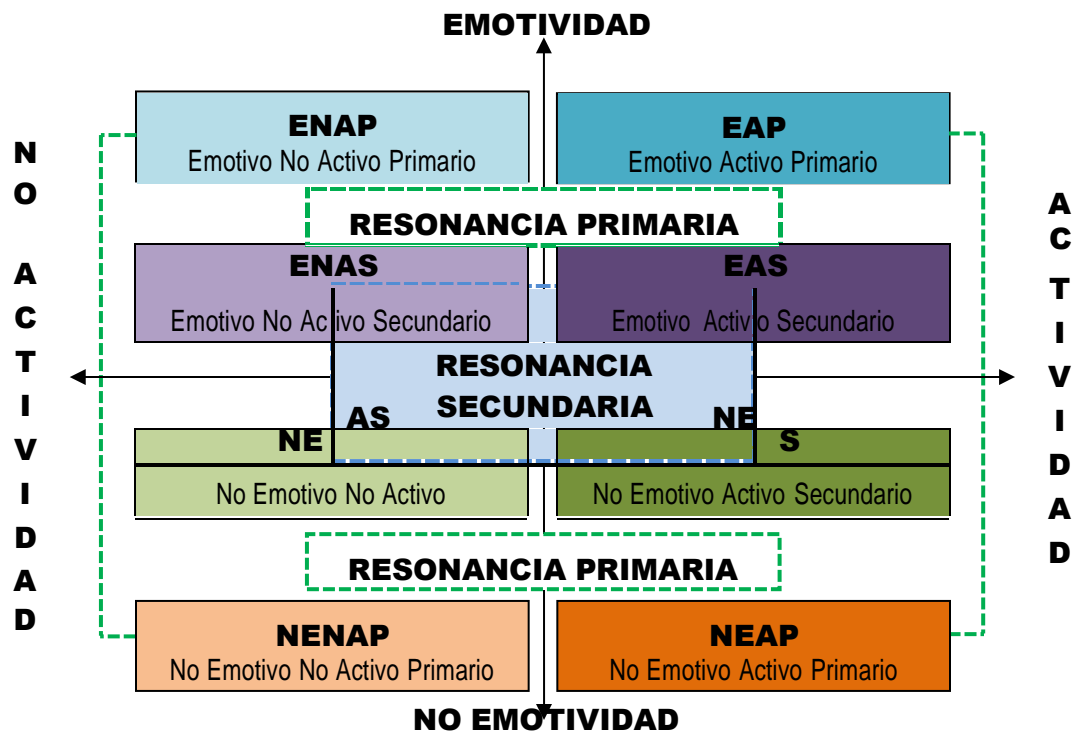 EMOTIVIDAD
ENAP
Emotivo No Activo Primario
EAP
Emotivo Activo Primario
NO ACTIVIDAD
ACTIVIDAD
RESONANCIA PRIMARIA
ENAS
Emotivo No Activo Secundario
EAS
Emotivo Activo Secundario
RESONANCIA
SECUNDARIA
NE AS
No Emotivo No Activo
NE S
No Emotivo Activo Secundario
RESONANCIA PRIMARIA
NENAP
No Emotivo No Activo Primario
NEAP
No Emotivo Activo Primario
NO EMOTIVIDAD